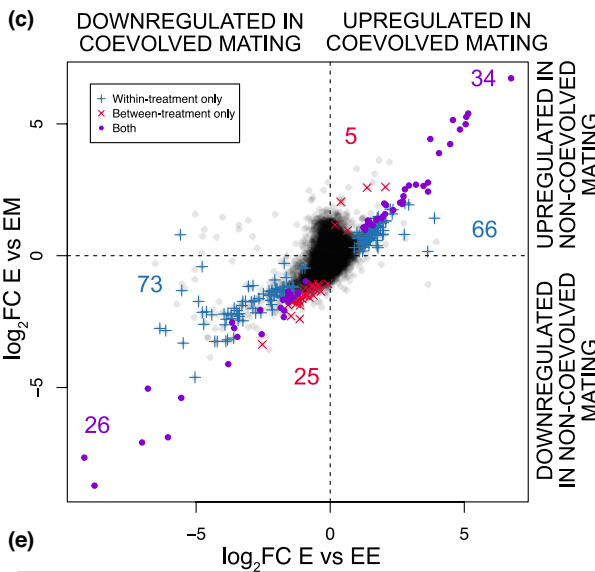 (c)
DOWNREGULATED IN
COEVOLVED MATING
UPREGULATED IN
COEVOLVED MATING
Within-treatment only
Between-treatment only
Both
34
5
66
73
25
26
5
0
−5
log2FC E vs EM
−5
0
5
log2FC E vs EE
UPREGULATED IN
NON-COEVOLVED
MATING
DOWNREGULATED
IN NON-COEVOLVED
MATING
(e)